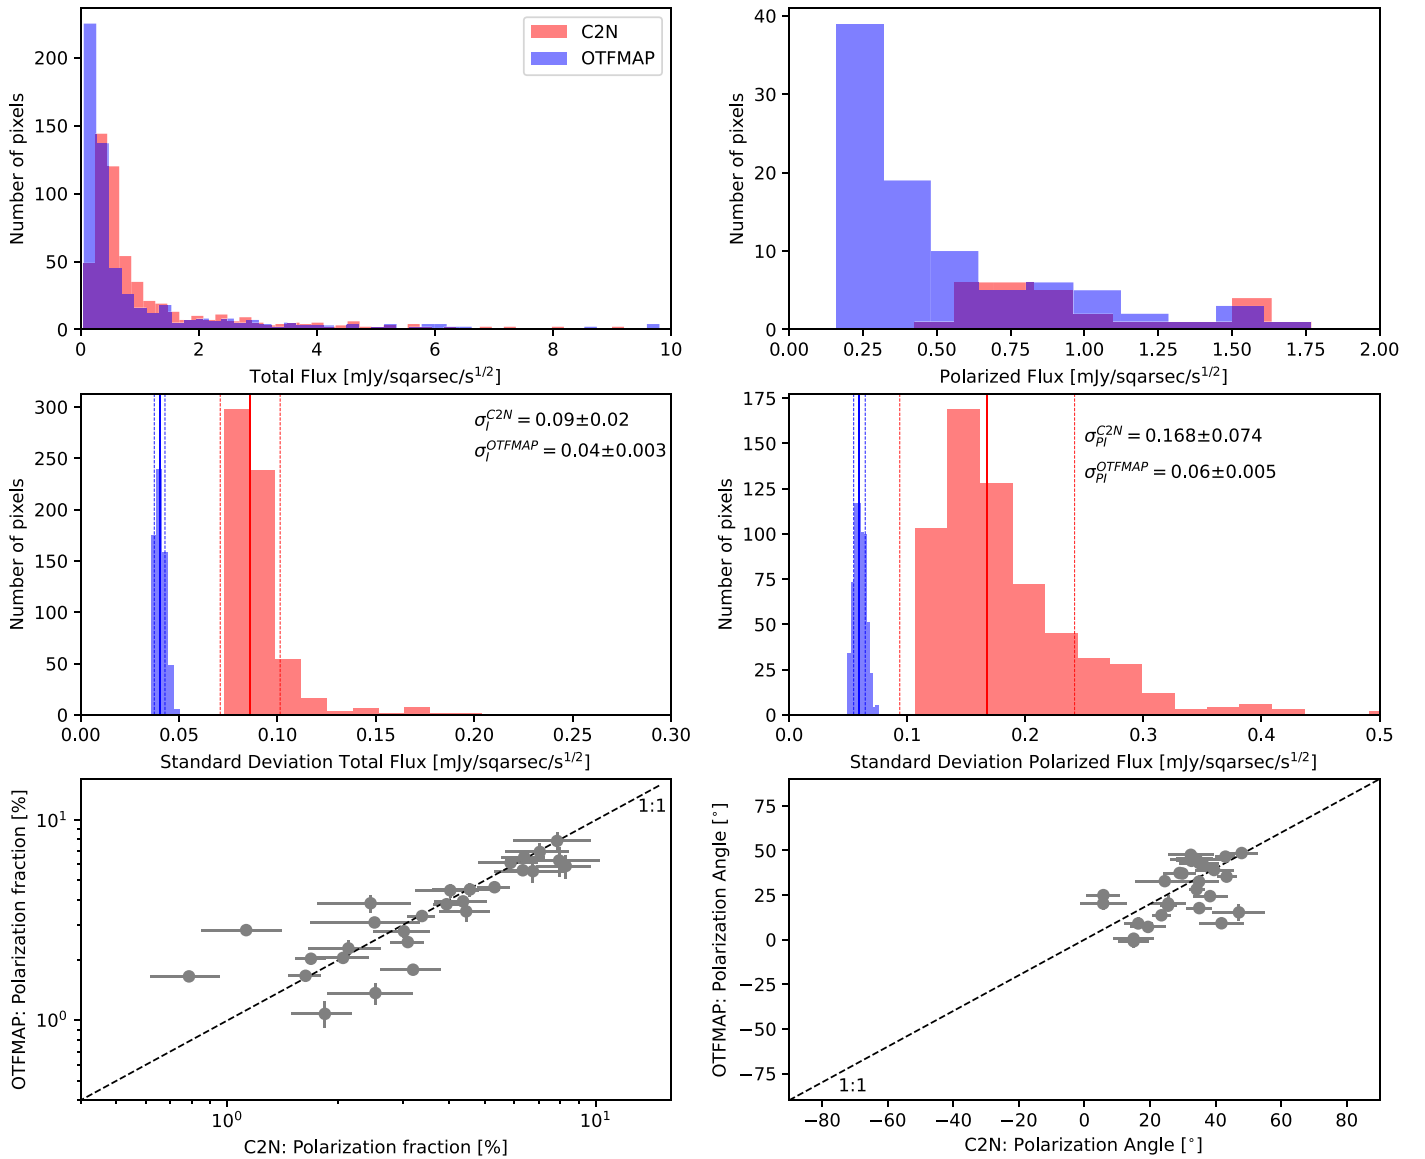 C2N
OTFMAP
Number of pixels
0 50 100 150 200
0 2 4 6 8 10
Total Flux [mJy/sqarsec/s^{1/2}]
Number of pixels
0 10 20 30 40
0.00 0.25 0.50 0.75 1.00 1.25 1.50 1.75 2.00
Polarized Flux [mJy/sqarsec/s^{1/2}]
σ_I^{C2N} = 0.09±0.02
σ_I^{OTFMAP} = 0.04±0.003
Number of pixels
0 50 100 150 200 250 300
0.00 0.05 0.10 0.15 0.20 0.25 0.30
Standard Deviation Total Flux [mJy/sqarsec/s^{1/2}]
σ_{PI}^{C2N} = 0.168±0.074
σ_{PI}^{OTFMAP} = 0.06±0.005
Number of pixels
0 25 50 75 100 125 150 175
0.0 0.1 0.2 0.3 0.4 0.5
Standard Deviation Polarized Flux [mJy/sqarsec/s^{1/2}]
1:1
OTFMAP: Polarization fraction [%]
10^0 10^1
10^0 10^1
C2N: Polarization fraction [%]
1:1
OTFMAP: Polarization Angle [°]
−75 −50 −25 0 25 50 75
−80 −60 −40 −20 0 20 40 60 80
C2N: Polarization Angle [°]